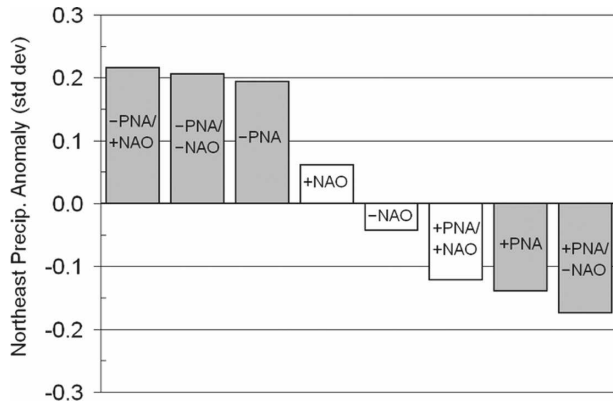 Northeast Precip. Anomaly (std dev)
0.3
0.2
0.1
0.0
-0.1
-0.2
-0.3
−PNA/
+NAO
−PNA/
−NAO
−PNA
+NAO
−NAO
+PNA/
+NAO
+PNA
+PNA/
−NAO